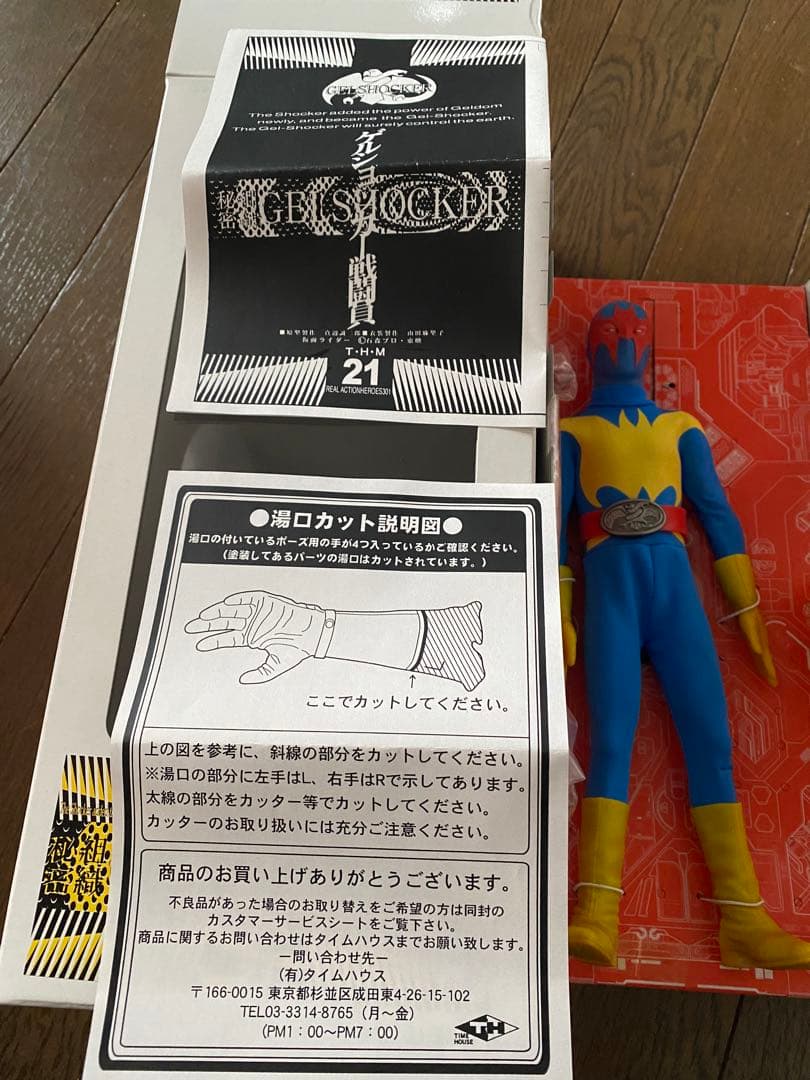 GELSHOCKER
The Shocker added the power of Geldom
newly, and became the Gel-Shocker.
The Gel-Shocker will surely control the earth.
ゲルショッカー戦闘員
秘密組織
GELSHOCKER
仮面ライダー ©石森プロ・東映
T・H・M
21
REAL ACTIONHEROES301
●湯口カット説明図●
湯口の付いているポーズ用の手が4つ入っているかご確認ください。
(塗装してあるパーツの湯口はカットされています。)
ここでカットしてください。
上の図を参考に、斜線の部分をカットしてください。
※湯口の部分に左手はL、右手はRで示してあります。
太線の部分をカッター等でカットしてください。
カッターのお取り扱いには充分ご注意ください。
商品のお買い上げありがとうございます。
不良品があった場合のお取り替えをご希望の方は同封の
カスタマーサービスシートをご覧下さい。
商品に関するお問い合わせはタイムハウスまでお願い致します。
ー問い合わせ先ー
(有)タイムハウス
〒166-0015 東京都杉並区成田東4-26-15-102
TEL03-3314-8765(月〜金)
(PM1:00〜PM7:00)
TH
TIME
HOUSE
秘密組織